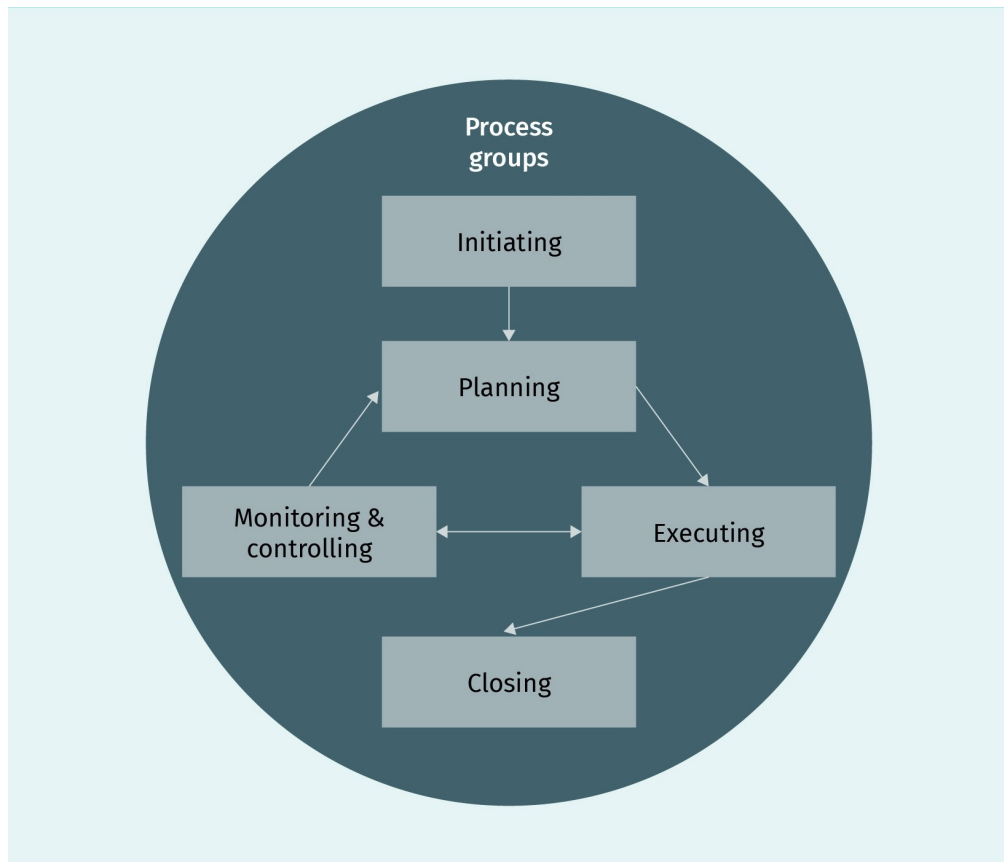 Process
groups
Initiating
Planning
Monitoring &
controlling
Executing
Closing